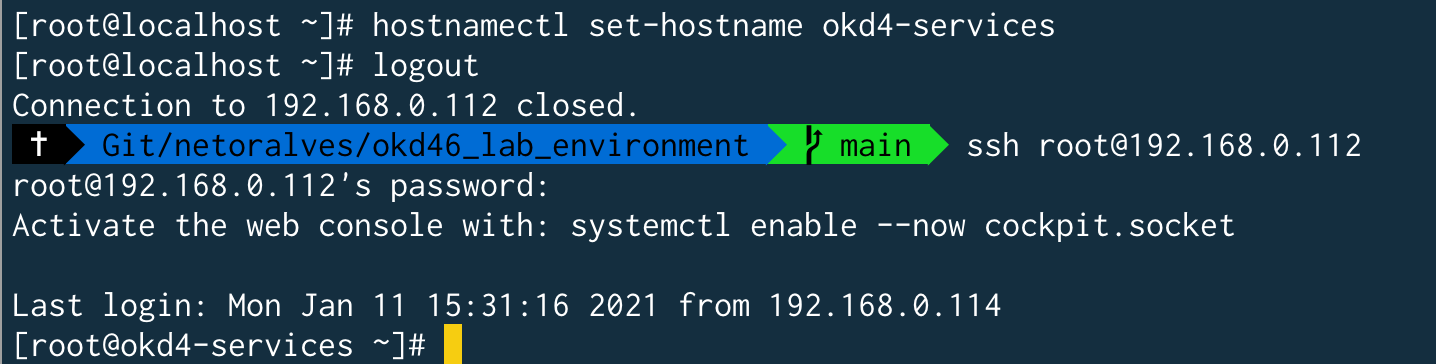 [root@localhost ~]# hostnamectl set-hostname okd4-services
[root@localhost ~]# logout
Connection to 192.168.0.112 closed.
✝ Git/netoralves/okd46_lab_environment main ssh root@192.168.0.112
root@192.168.0.112's password:
Activate the web console with: systemctl enable --now cockpit.socket
Last login: Mon Jan 11 15:31:16 2021 from 192.168.0.114
[root@okd4-services ~]#